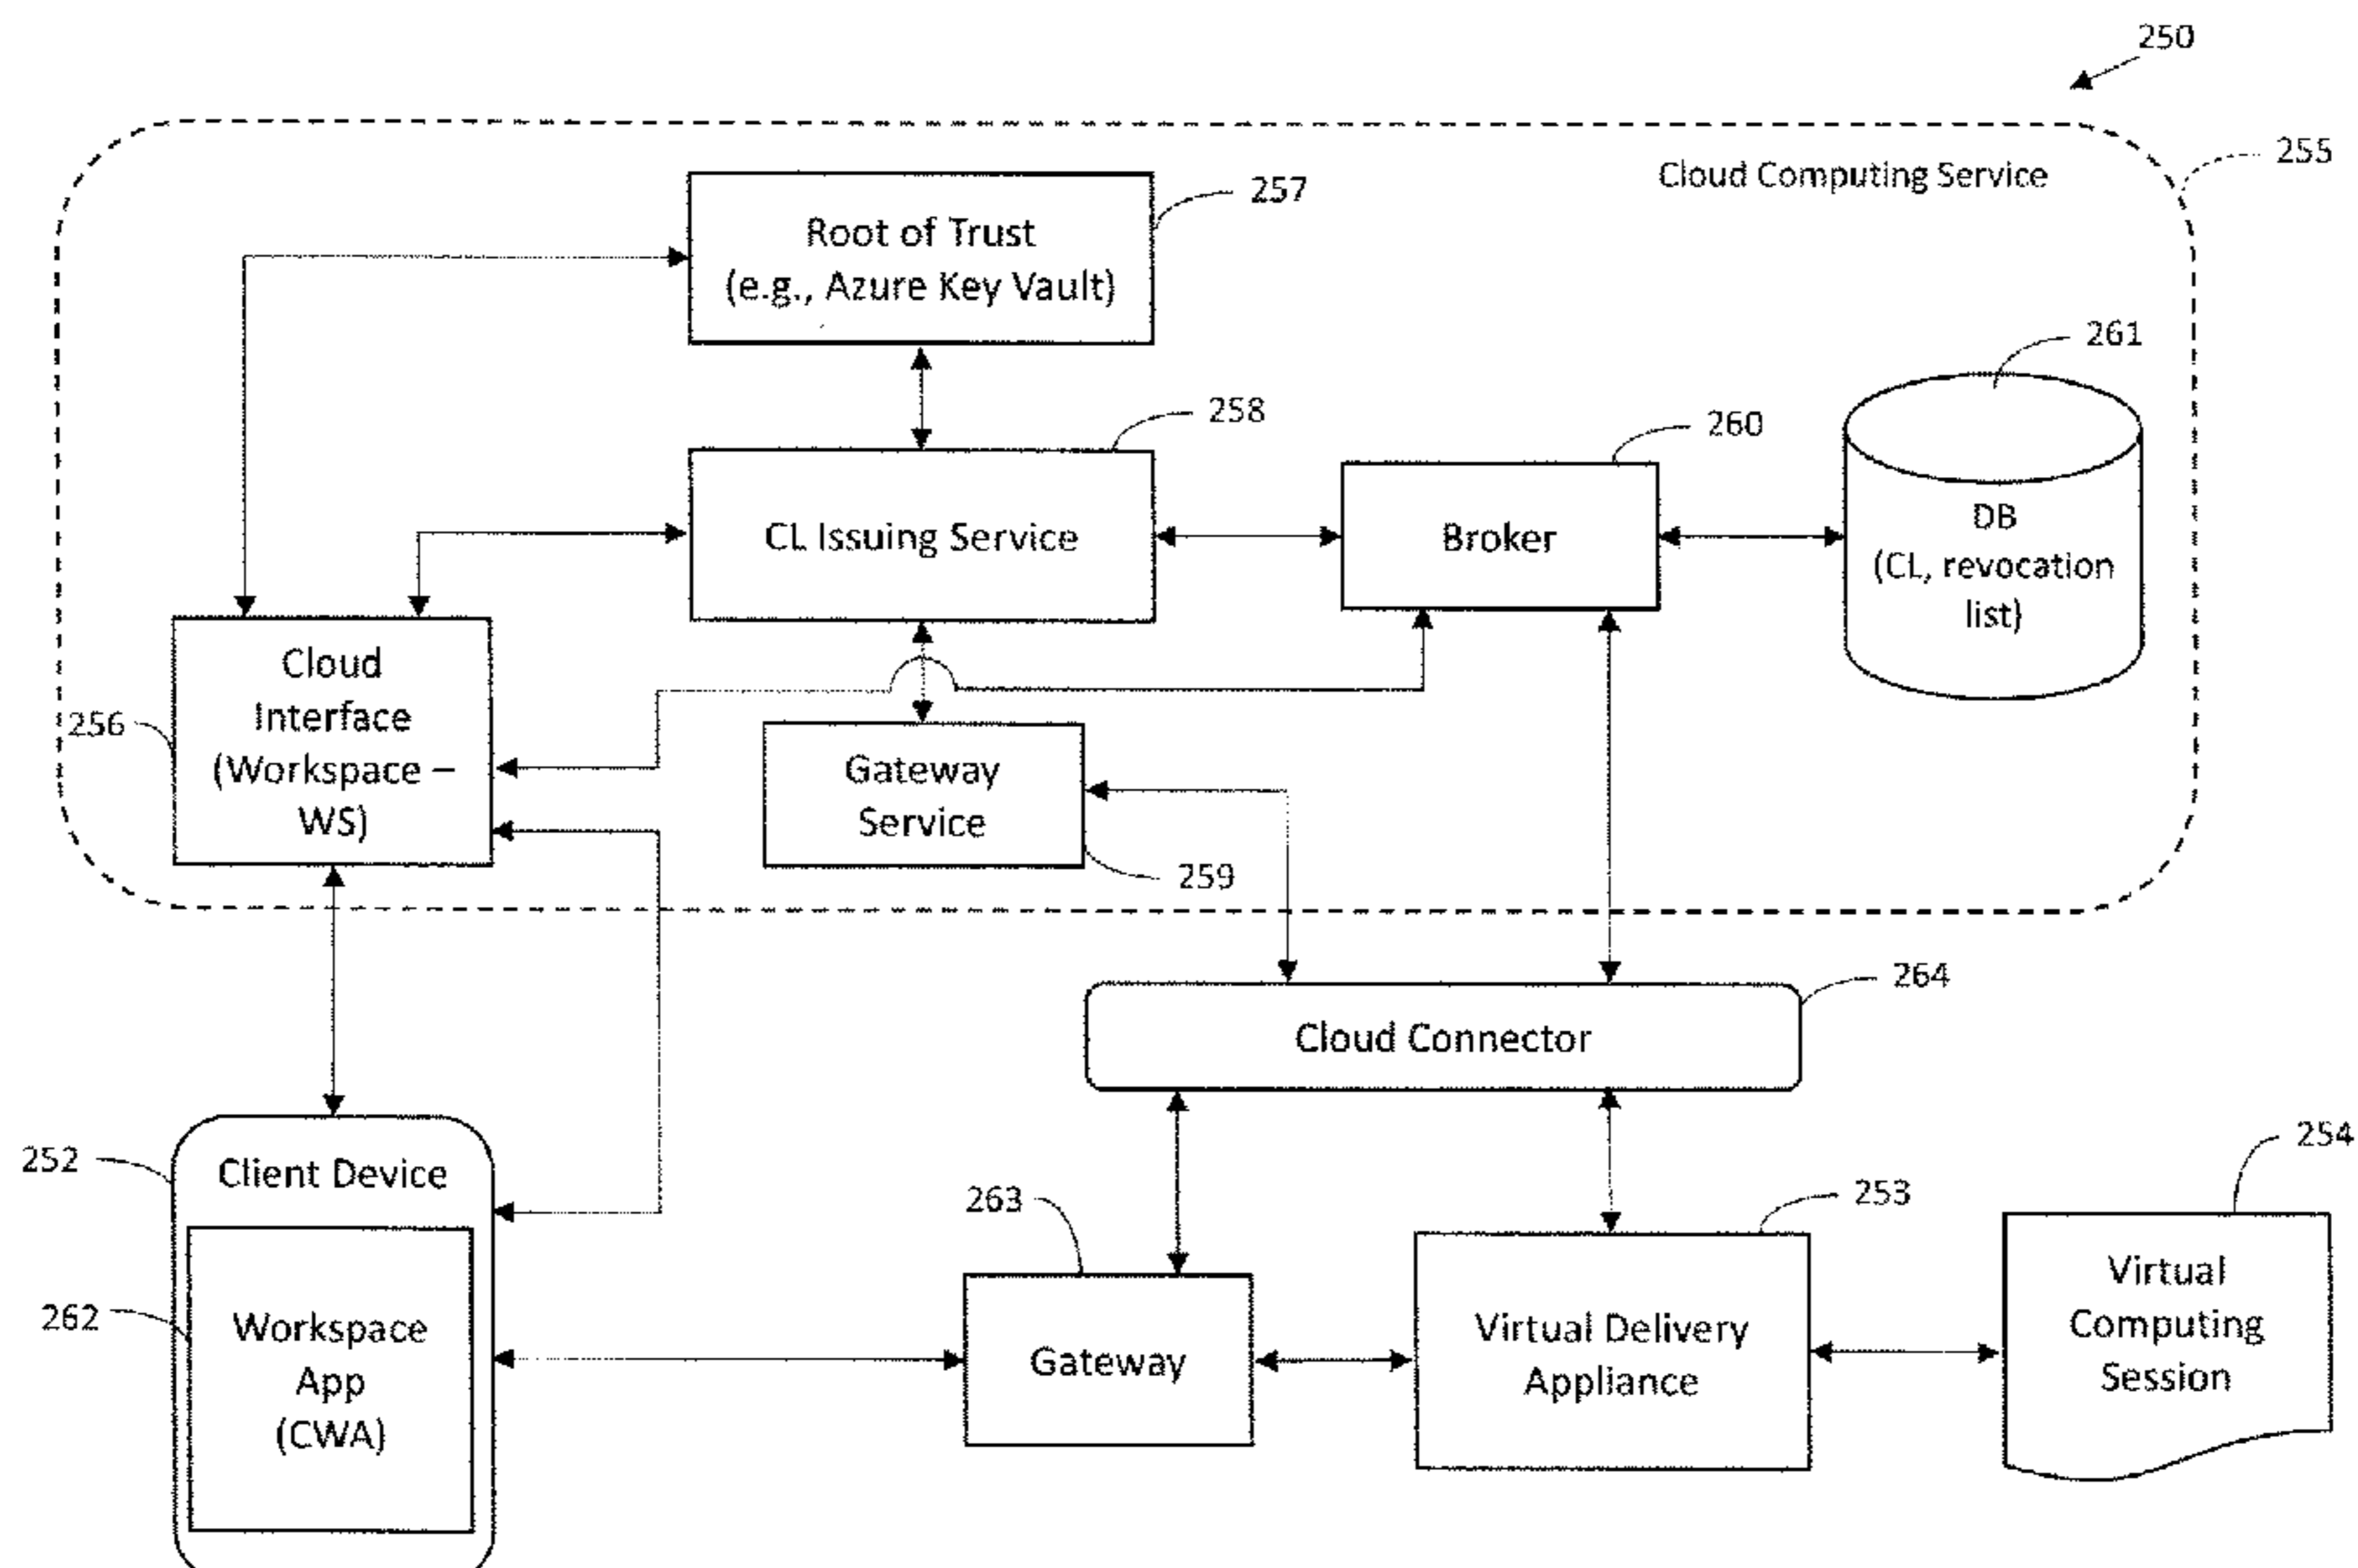 250
255
Cloud Computing Service
257
Root of Trust
(e.g., Azure Key Vault)
261
258
260
CL Issuing Service
Broker
DB
(CL, revocation
list)
256
Cloud
Interface
(Workspace –
WS)
Gateway
Service
259
264
Cloud Connector
252
Client Device
263
253
254
262
Workspace
App
(CWA)
Gateway
Virtual Delivery
Appliance
Virtual
Computing
Session